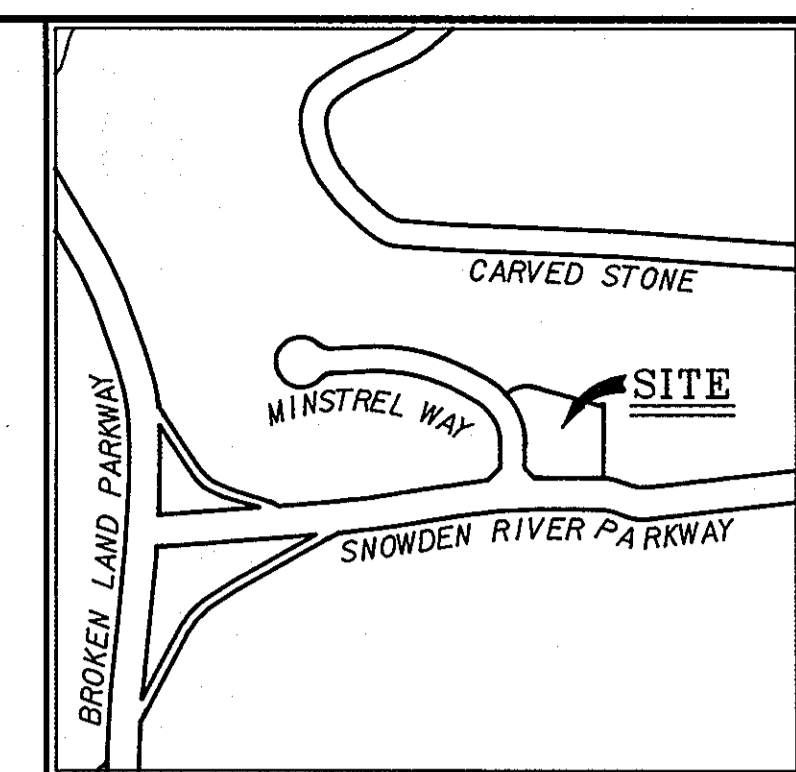 CARVED STONE
SITE
MINSTREL WAY
BROKEN LAND PARKWAY
SNOWDEN RIVER PARKWAY